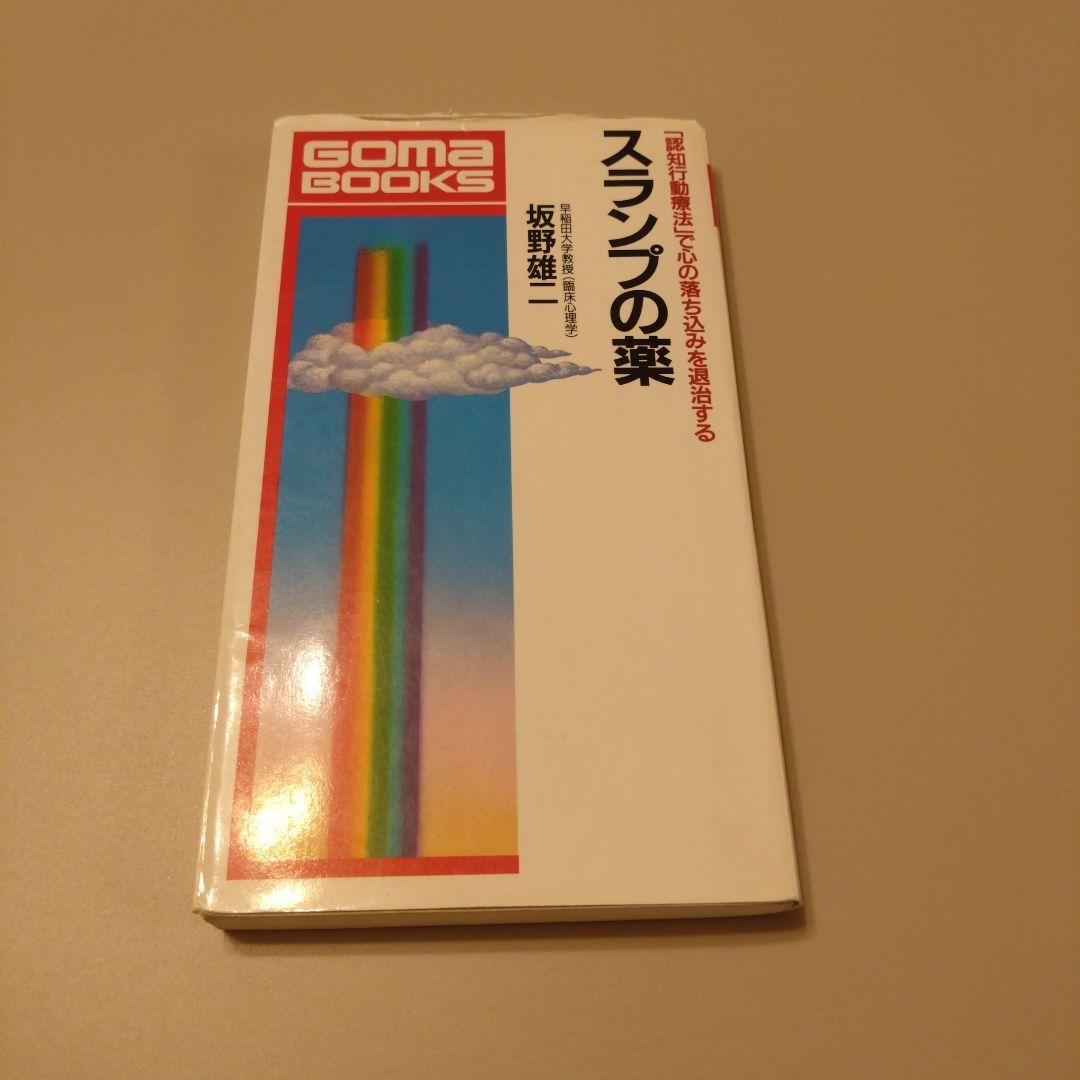 「認知行動療法」で心の落ち込みを退治する
スランプの薬
早稲田大学教授（臨床心理学）
坂野雄二
GOMA
BOOKS